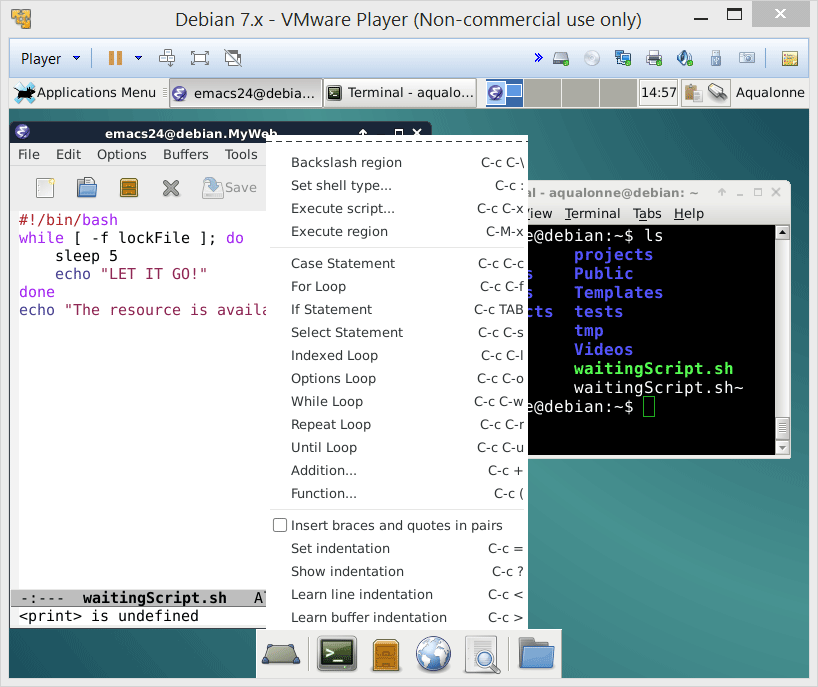 Debian 7.x - VMware Player (Non-commercial use only)
Player
Applications Menu emacs24@debia... Terminal - aqualo... 14:57 Aqualonne
emacs24@debian.MyWeb
File Edit Options Buffers Tools
Save
#!/bin/bash
while [ -f lockFile ]; do
sleep 5
echo "LET IT GO!"
done
echo "The resource is availa
-:---  waitingScript.sh
<print> is undefined
Backslash region C-c C-\
Set shell type... C-c :
Execute script... C-c C-x
Execute region C-M-x
Case Statement C-c C-c
For Loop C-c C-f
If Statement C-c TAB
Select Statement C-c C-s
Indexed Loop C-c C-l
Options Loop C-c C-o
While Loop C-c C-w
Repeat Loop C-c C-r
Until Loop C-c C-u
Addition... C-c +
Function... C-c (
Insert braces and quotes in pairs
Set indentation C-c =
Show indentation C-c ?
Learn line indentation C-c <
Learn buffer indentation C-c >
al - aqualonne@debian: ~
View Terminal Tabs Help
e@debian:~$ ls
projects
s Public
s Templates
cts tests
tmp
Videos
waitingScript.sh
waitingScript.sh~
e@debian:~$